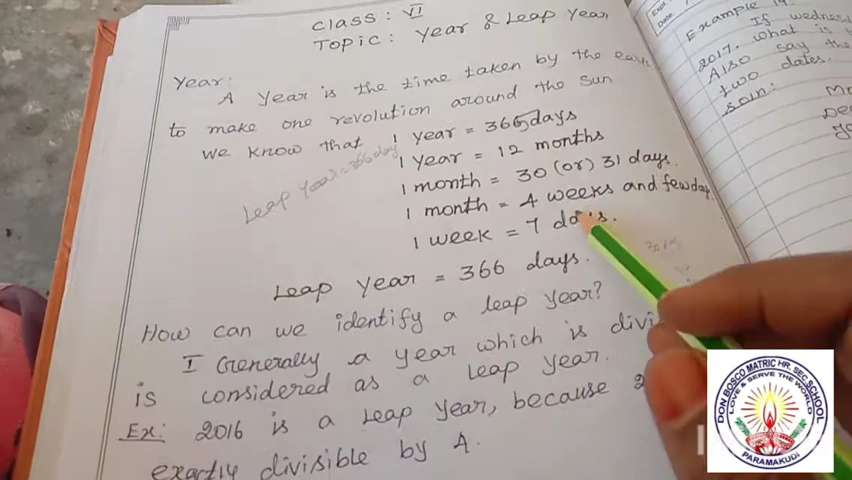 Class : VI
Topic : Year & Leap Year
Year:
A Year is the time taken by the
to make one revolution around the Sun
We know that 1 year = 365 days
1 year = 12 months
Leap Year = 366 day
1 month = 30 (or) 31 days.
1 month = 4 weeks and few day
1 week = 7 days.
Leap year = 366 days.
How can we identify a leap year?
I Generally a year which is
is considered as a leap year.
Ex: 2016 is a Leap year, because
exactly divisible by 4.
Date
Example 19
If wednes
2017. what is
Also say the
two dates.
Soln:
DON BOSCO MATRIC HR. SEC SCHOOL
LOVE & SERVE THE WORLD
PARAMAKUDI